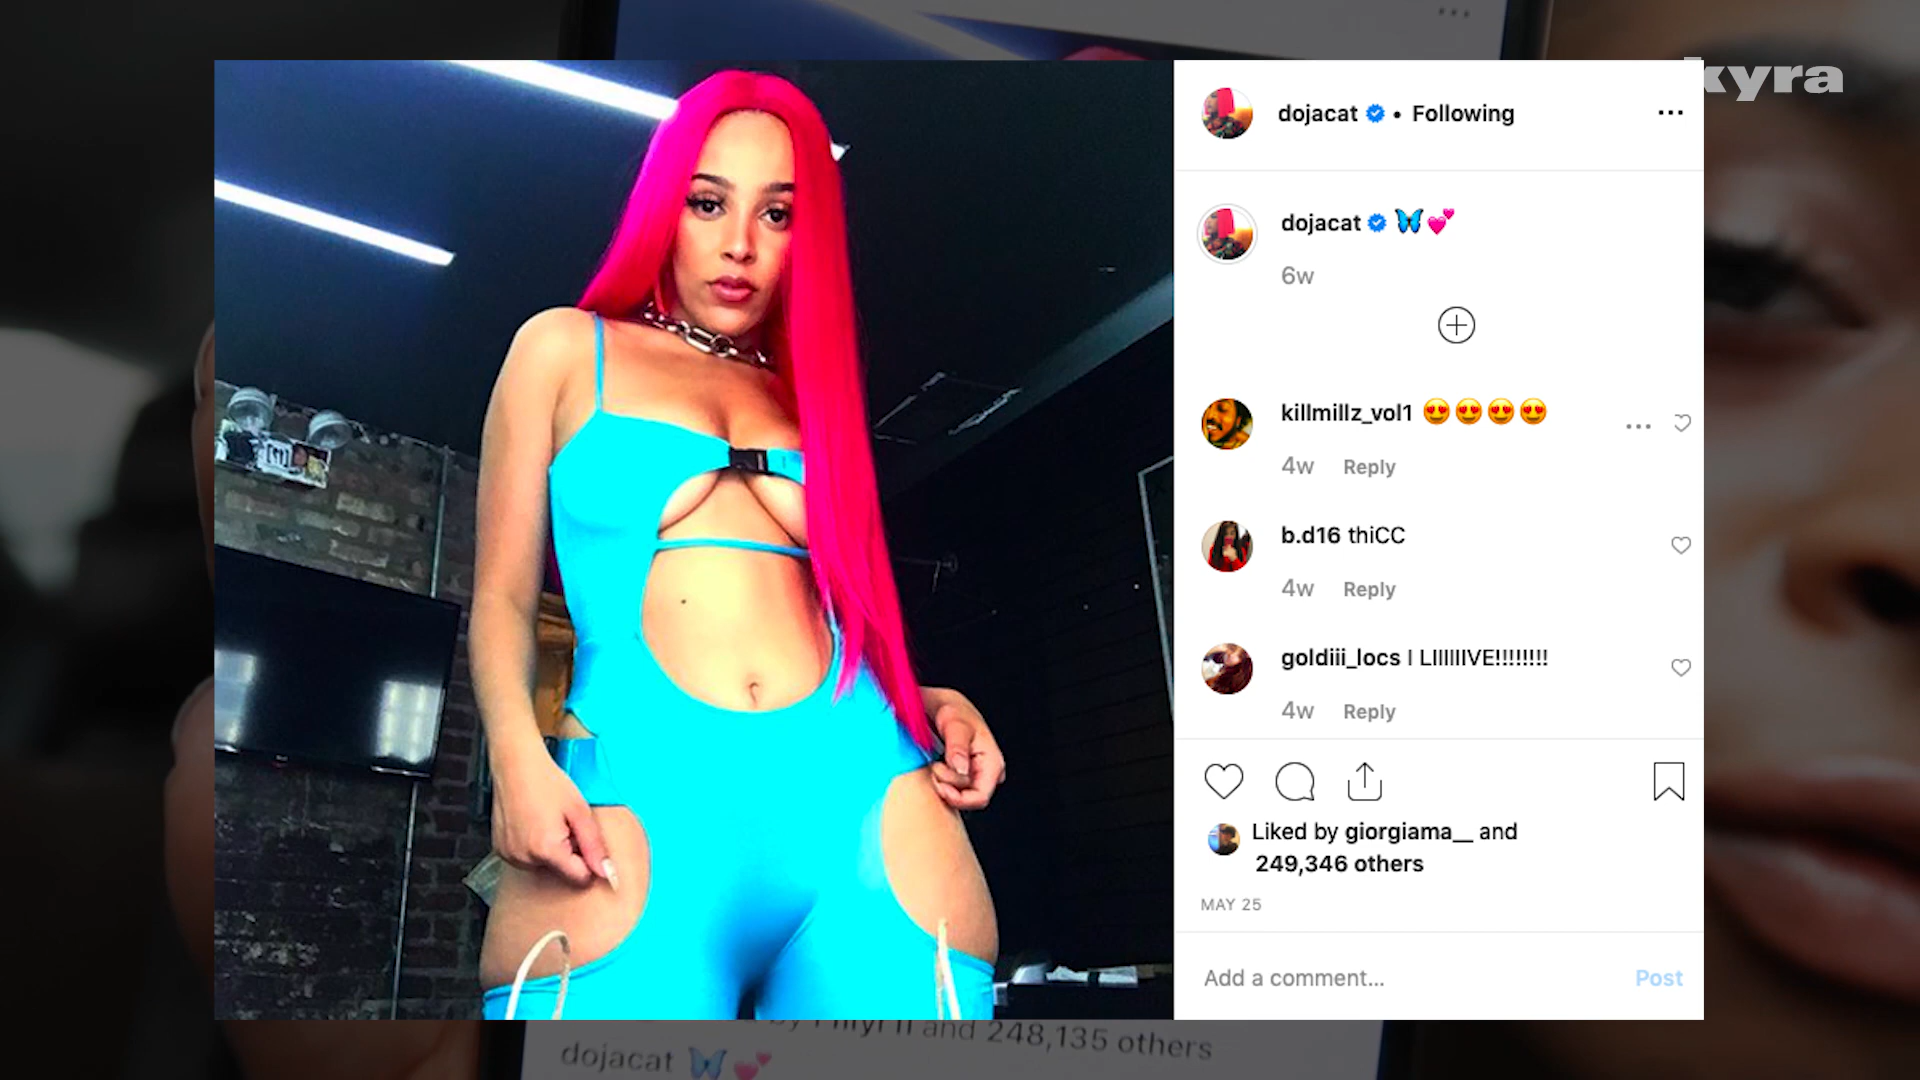 kyra
dojacat • Following
dojacat 🦋💕
6w
killmillz_vol1 😍😍😍😍
4w Reply
b.d16 thiCC
4w Reply
goldiii_locs I LIIIIIIVE!!!!!!!!
4w Reply
Liked by giorgiama__ and
249,346 others
MAY 25
Add a comment... Post
and 248,135 others
dojacat 🦋💕